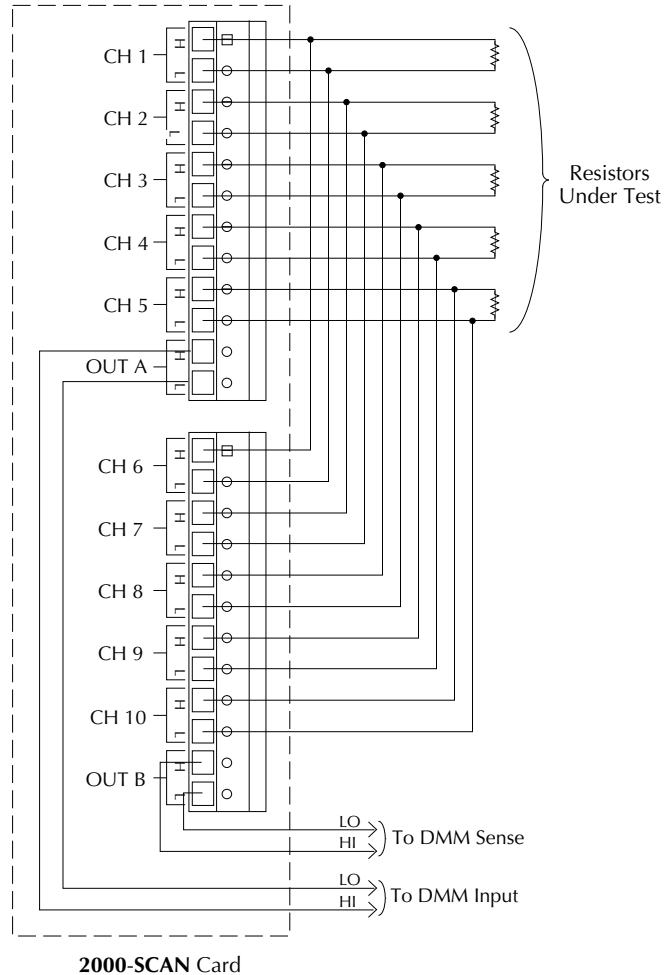 CH 1
H
L
CH 2
H
L
CH 3
H
L
CH 4
H
L
CH 5
H
L
OUT A
H
L
Resistors
Under Test
CH 6
H
L
CH 7
H
L
CH 8
H
L
CH 9
H
L
CH 10
H
L
OUT B
H
L
LO
HI
To DMM Sense
LO
HI
To DMM Input
2000-SCAN Card